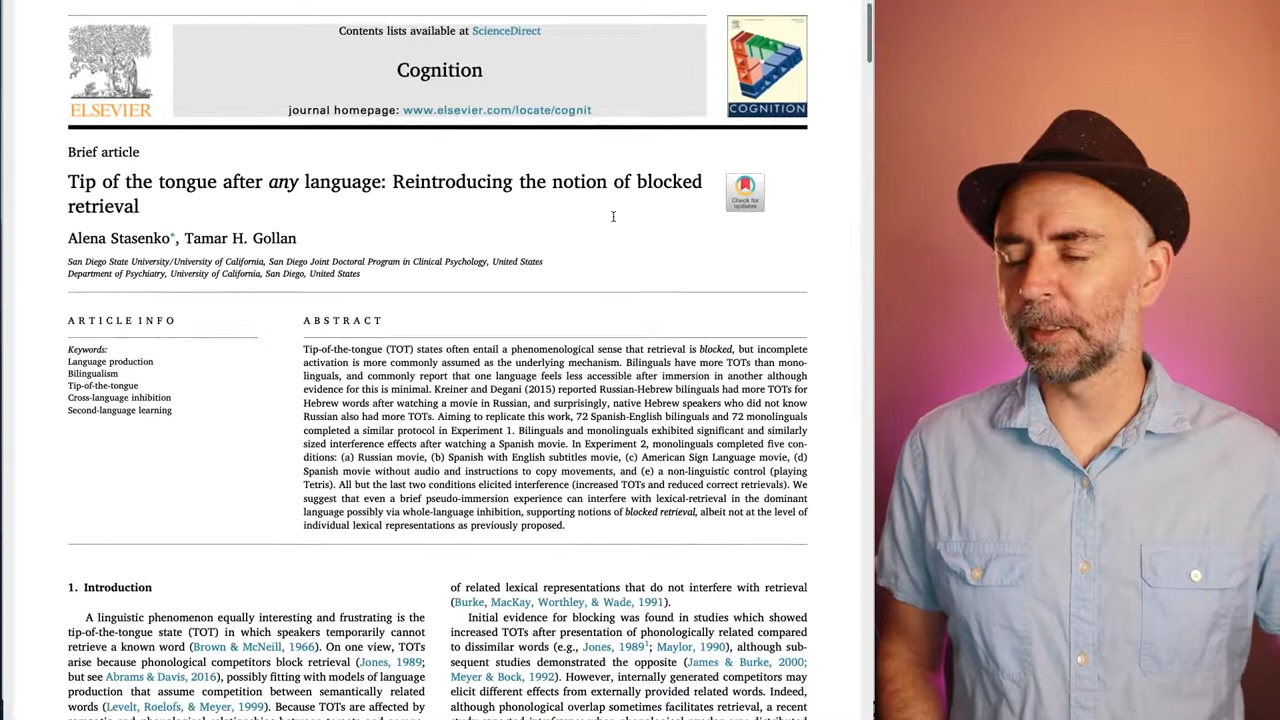 Contents lists available at ScienceDirect
Cognition
ELSEVIER
journal homepage: www.elsevier.com/locate/cognit
COGNITION
Brief article
Tip of the tongue after any language: Reintroducing the notion of blocked
retrieval
Check for
updates
Alena Stasenko*, Tamar H. Gollan
San Diego State University/University of California, San Diego Joint Doctoral Program in Clinical Psychology, United States
Department of Psychiatry, University of California, San Diego, United States
ARTICLE INFO
Keywords:
Language production
Bilingualism
Tip-of-the-tongue
Cross-language inhibition
Second-language learning
ABSTRACT
Tip-of-the-tongue (TOT) states often entail a phenomenological sense that retrieval is blocked, but incomplete
activation is more commonly assumed as the underlying mechanism. Bilinguals have more TOTs than mono-
linguals, and commonly report that one language feels less accessible after immersion in another although
evidence for this is minimal. Kreiner and Degani (2015) reported Russian-Hebrew bilinguals had more TOTs for
Hebrew words after watching a movie in Russian, and surprisingly, native Hebrew speakers who did not know
Russian also had more TOTs. Aiming to replicate this work, 72 Spanish-English bilinguals and 72 monolinguals
completed a similar protocol in Experiment 1. Bilinguals and monolinguals exhibited significant and similarly
sized interference effects after watching a Spanish movie. In Experiment 2, monolinguals completed five con-
ditions: (a) Russian movie, (b) Spanish with English subtitles movie, (c) American Sign Language movie, (d)
Spanish movie without audio and instructions to copy movements, and (e) a non-linguistic control (playing
Tetris). All but the last two conditions elicited interference (increased TOTs and reduced correct retrievals). We
suggest that even a brief pseudo-immersion experience can interfere with lexical-retrieval in the dominant
language possibly via whole-language inhibition, supporting notions of blocked retrieval, albeit not at the level of
individual lexical representations as previously proposed.
1. Introduction
A linguistic phenomenon equally interesting and frustrating is the
tip-of-the-tongue state (TOT) in which speakers temporarily cannot
retrieve a known word (Brown & McNeill, 1966). On one view, TOTs
arise because phonological competitors block retrieval (Jones, 1989;
but see Abrams & Davis, 2016), possibly fitting with models of language
production that assume competition between semantically related
words (Levelt, Roelofs, & Meyer, 1999). Because TOTs are affected by
of related lexical representations that do not interfere with retrieval
(Burke, MacKay, Worthley, & Wade, 1991).
Initial evidence for blocking was found in studies which showed
increased TOTs after presentation of phonologically related compared
to dissimilar words (e.g., Jones, 1989¹; Maylor, 1990), although sub-
sequent studies demonstrated the opposite (James & Burke, 2000;
Meyer & Bock, 1992). However, internally generated competitors may
elicit different effects from externally provided related words. Indeed,
although phonological overlap sometimes facilitates retrieval, a recent